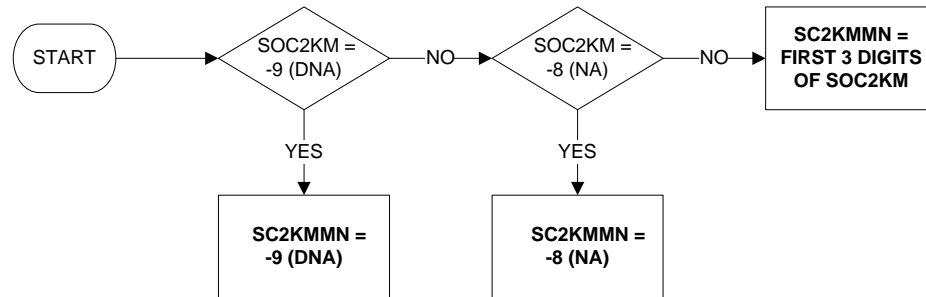 START
SOC2KM =
-9 (DNA)
NO
SOC2KM =
-8 (NA)
NO
SC2KMMN =
FIRST 3 DIGITS
OF SOC2KM
YES
YES
SC2KMMN =
-9 (DNA)
SC2KMMN =
-8 (NA)